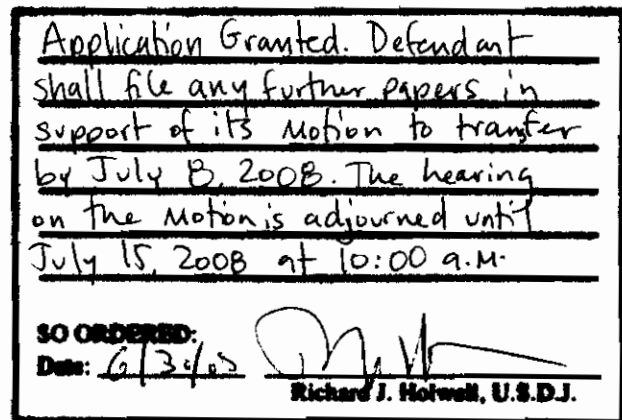 Application Granted. Defendant
shall file any further papers in
support of its Motion to transfer
by July 8, 2008. The hearing
on the Motion is adjourned until
July 15, 2008 at 10:00 a.m.
SO ORDERED:
Date: 6/30/08
Richard J. Holwell, U.S.D.J.